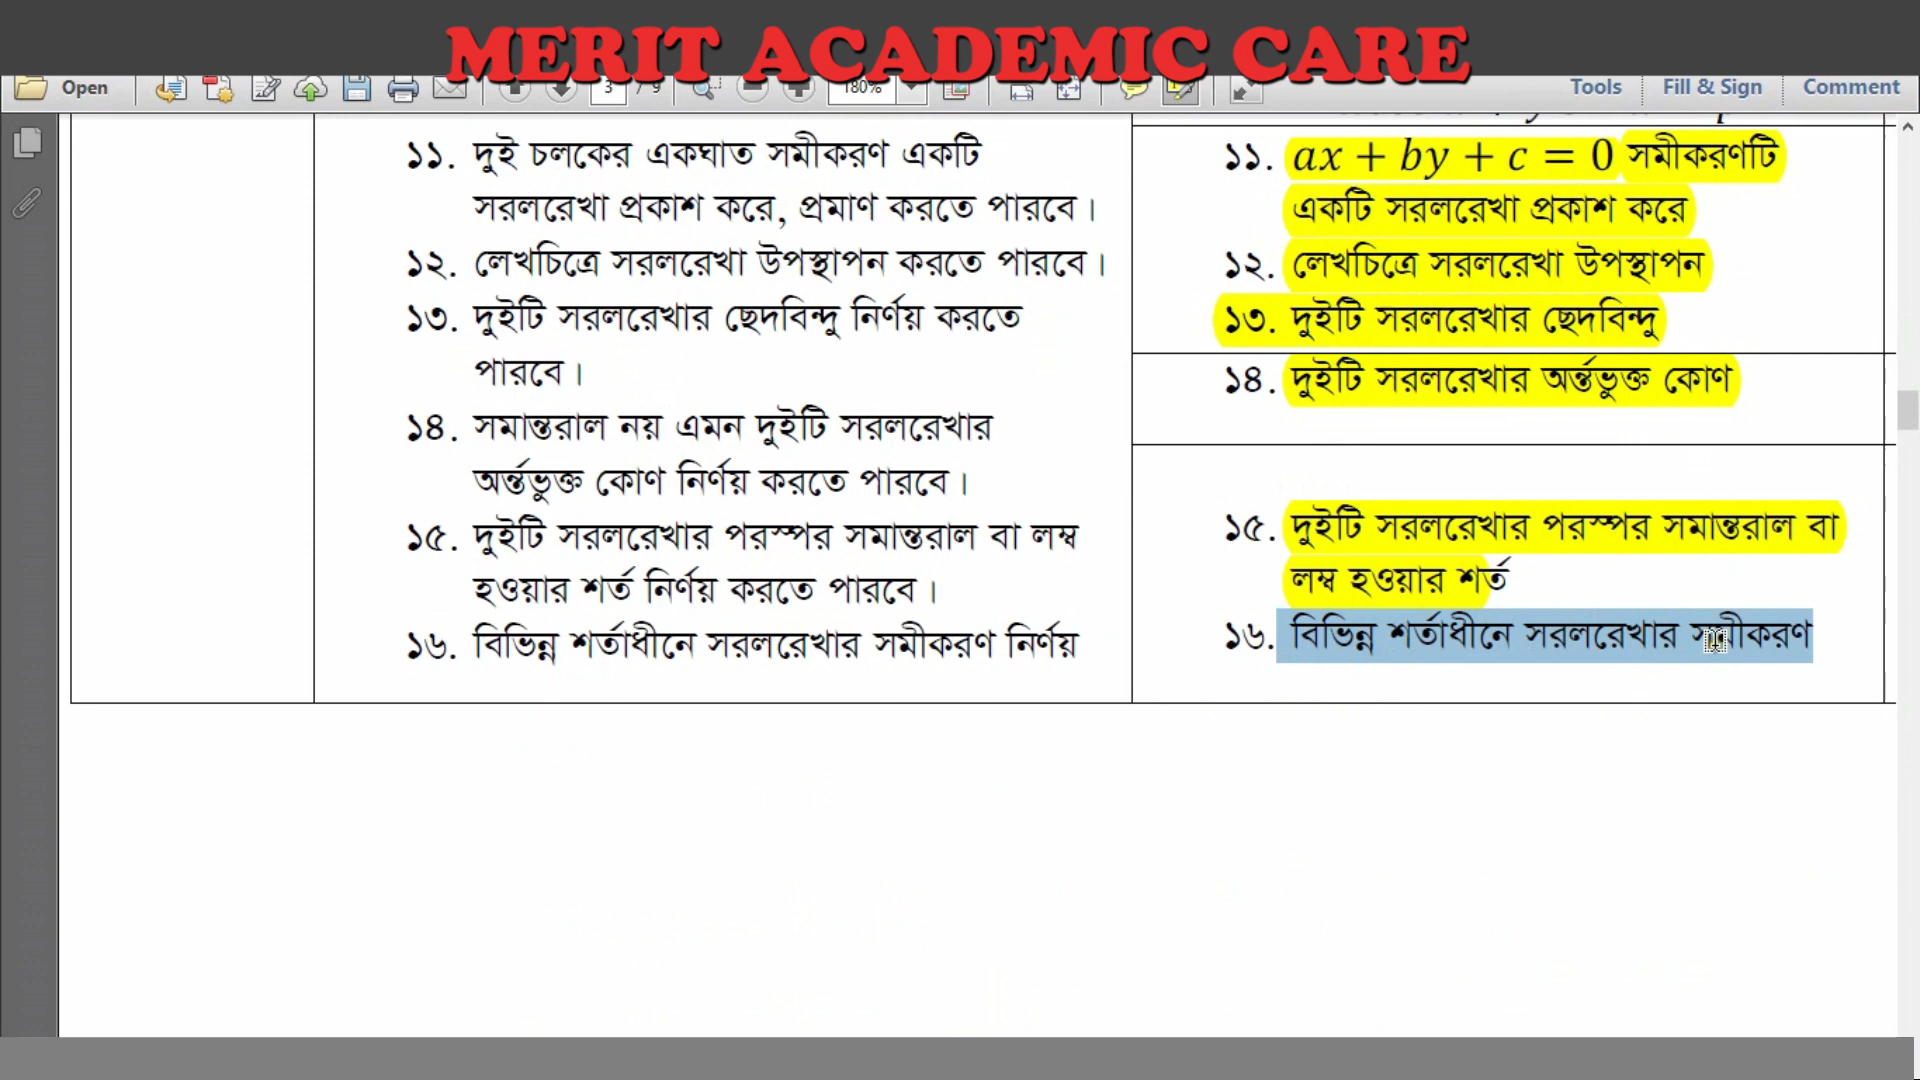 MERIT ACADEMIC CARE
Open
3 / 9
180%
Tools
Fill & Sign
Comment
১১. দুই চলকের একঘাত সমীকরণ একটি
সরলরেখা প্রকাশ করে, প্রমাণ করতে পারবে।
১২. লেখচিত্রে সরলরেখা উপস্থাপন করতে পারবে।
১৩. দুইটি সরলরেখার ছেদবিন্দু নির্ণয় করতে
পারবে।
১৪. সমান্তরাল নয় এমন দুইটি সরলরেখার
অর্ন্তভুক্ত কোণ নির্ণয় করতে পারবে।
১৫. দুইটি সরলরেখার পরস্পর সমান্তরাল বা লম্ব
হওয়ার শর্ত নির্ণয় করতে পারবে।
১৬. বিভিন্ন শর্তাধীনে সরলরেখার সমীকরণ নির্ণয়
১১. ax + by + c = 0 সমীকরণটি
একটি সরলরেখা প্রকাশ করে
১২. লেখচিত্রে সরলরেখা উপস্থাপন
১৩. দুইটি সরলরেখার ছেদবিন্দু
১৪. দুইটি সরলরেখার অর্ন্তভুক্ত কোণ
১৫. দুইটি সরলরেখার পরস্পর সমান্তরাল বা
লম্ব হওয়ার শর্ত
১৬. বিভিন্ন শর্তাধীনে সরলরেখার সমীকরণ